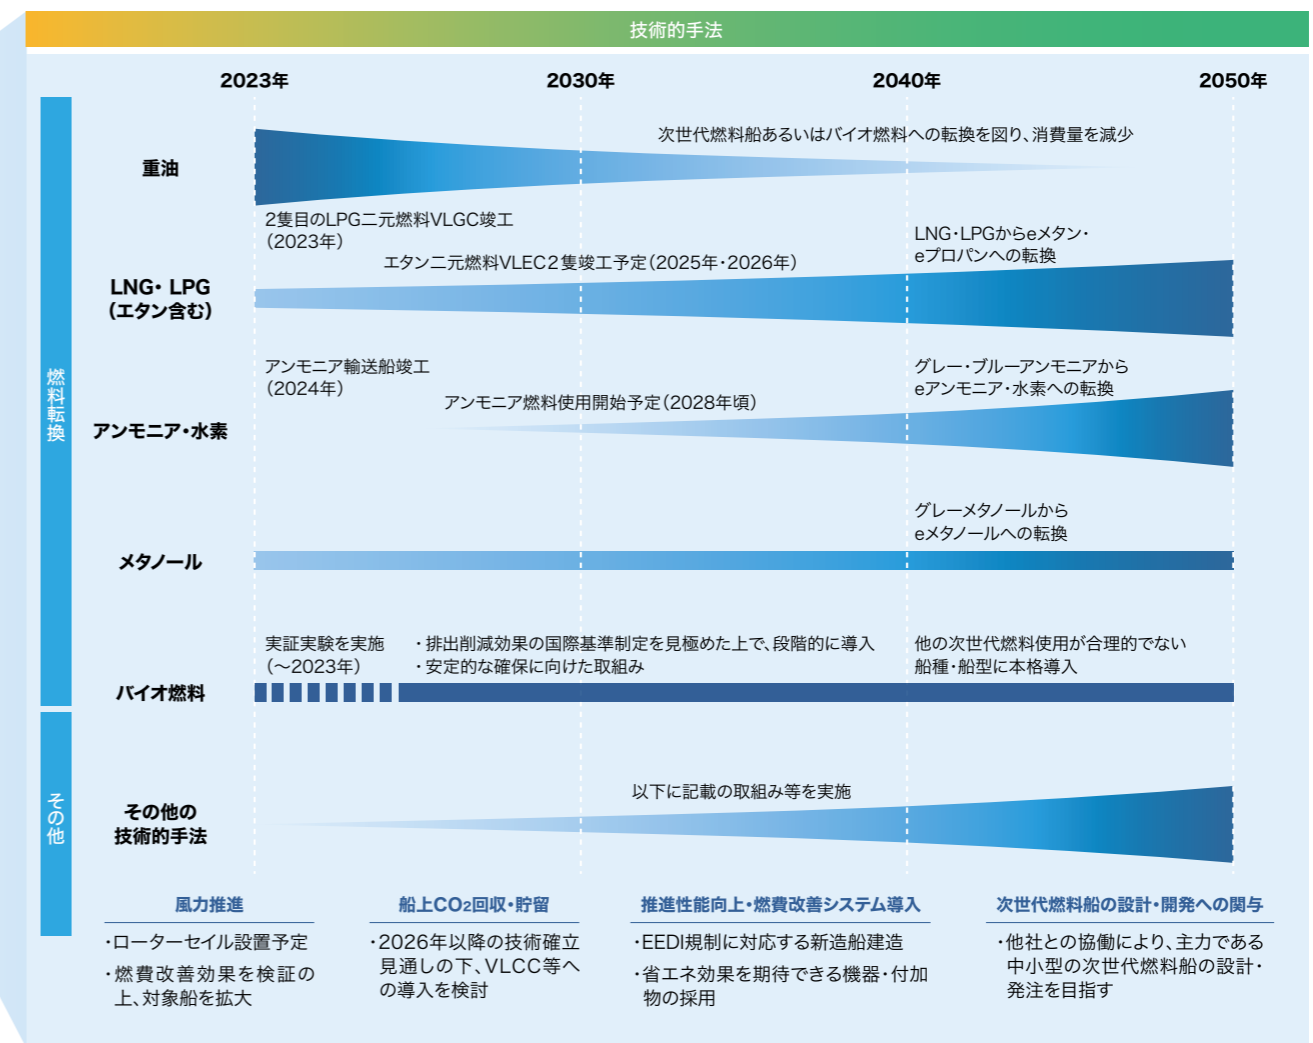 技術的手法
2023年
2030年
2040年
2050年
燃料転換
重油
次世代燃料船あるいはバイオ燃料への転換を図り、消費量を減少
LNG・LPG
（エタン含む）
2隻目のLPG二元燃料VLGC竣工
（2023年）
エタン二元燃料VLEC2隻竣工予定（2025年・2026年）
LNG・LPGからeメタン・
eプロパンへの転換
アンモニア・水素
アンモニア輸送船竣工
（2024年）
アンモニア燃料使用開始予定（2028年頃）
グレー・ブルーアンモニアから
eアンモニア・水素への転換
メタノール
グレーメタノールから
eメタノールへの転換
バイオ燃料
実証実験を実施
（～2023年）
・排出削減効果の国際基準制定を見極めた上で、段階的に導入
・安定的な確保に向けた取組み
他の次世代燃料使用が合理的でない
船種・船型に本格導入
その他
その他の
技術的手法
以下に記載の取組み等を実施
風力推進
・ローターセイル設置予定
・燃費改善効果を検証の
上、対象船を拡大
船上CO2回収・貯留
・2026年以降の技術確立
見通しの下、VLCC等へ
の導入を検討
推進性能向上・燃費改善システム導入
・EEDI規制に対応する新造船建造
・省エネ効果を期待できる機器・付加
物の採用
次世代燃料船の設計・開発への関与
・他社との協働により、主力である
中小型の次世代燃料船の設計・
発注を目指す